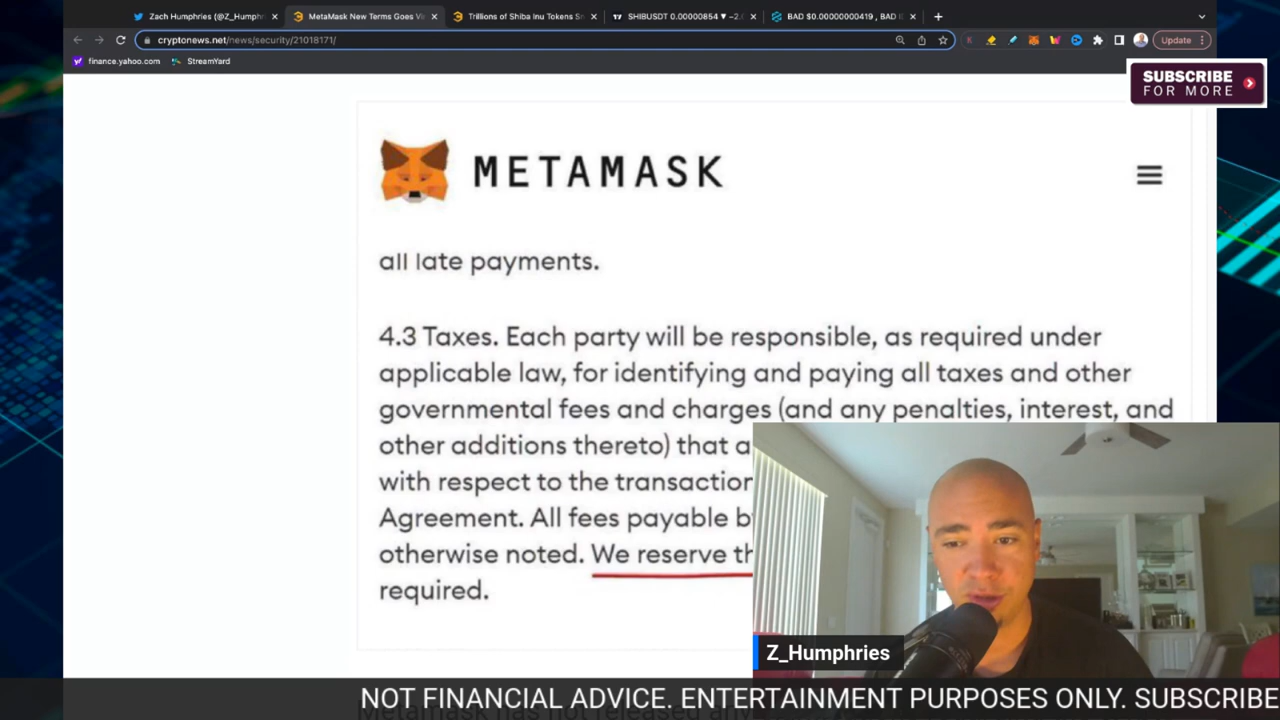 Zach Humphries (@Z_Humphr
MetaMask New Terms Goes Vi
Trillions of Shiba Inu Tokens S
SHIBUSDT 0.00000854 ▼ −2.
BAD $0.00000000419 , BAD
cryptonews.net/news/security/21018171/
Update
finance.yahoo.com
StreamYard
SUBSCRIBE
FOR MORE
METAMASK
all late payments.
4.3 Taxes. Each party will be responsible, as required under
applicable law, for identifying and paying all taxes and other
governmental fees and charges (and any penalties, interest, and
other additions thereto) that a
with respect to the transaction
Agreement. All fees payable b
otherwise noted. We reserve th
required.
Z_Humphries
NOT FINANCIAL ADVICE. ENTERTAINMENT PURPOSES ONLY. SUBSCRIBE